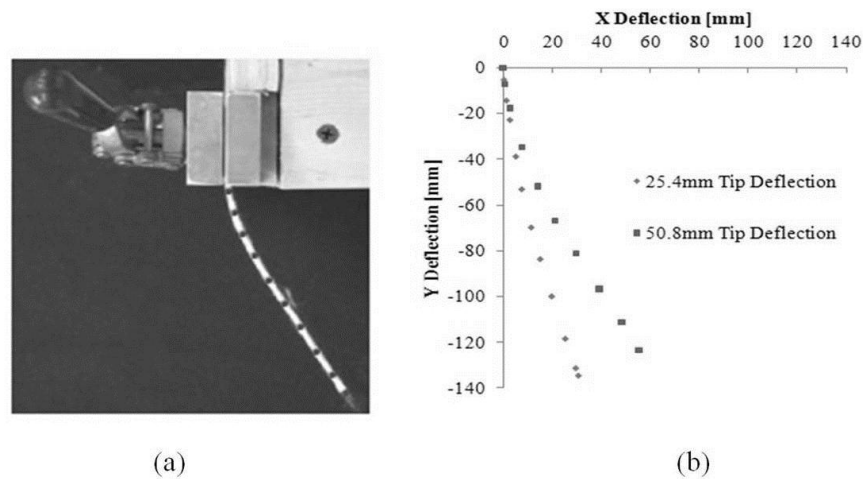 X Deflection [mm]
0 20 40 60 80 100 120 140
0
-20
-40
-60
-80
-100
-120
-140
Y Deflection [mm]
25.4mm Tip Deflection
50.8mm Tip Deflection
(a)
(b)